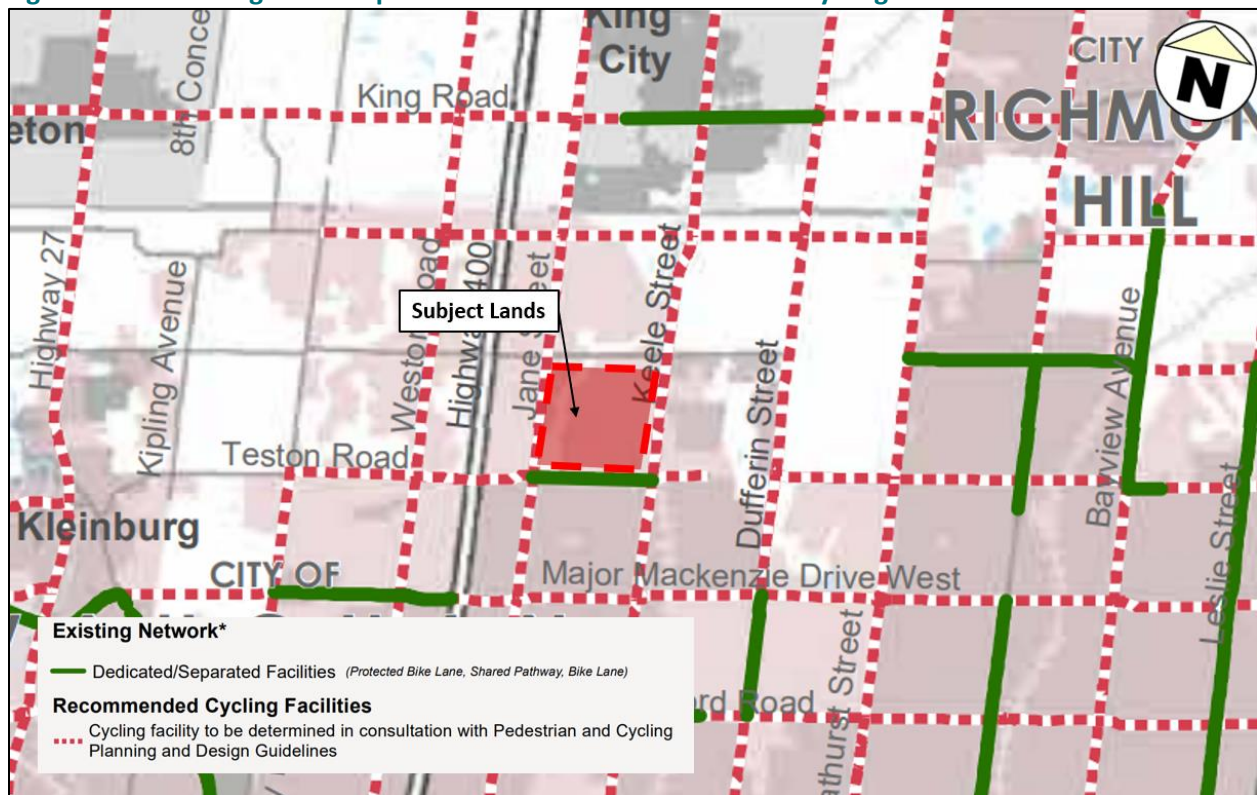 King
City
CITY
RICHMON
HILL
King Road
8th Conce
eton
Highway 27
Kipling Avenue
Weston Road
Highway 400
Jane Street
Keele Street
Dufferin Street
Bayview Avenue
Leslie Street
Subject Lands
Teston Road
Kleinburg
CITY OF
Major Mackenzie Drive West
N
Existing Network*
Dedicated/Separated Facilities (Protected Bike Lane, Shared Pathway, Bike Lane)
Recommended Cycling Facilities
Cycling facility to be determined in consultation with Pedestrian and Cycling
Planning and Design Guidelines
ord Road
athurst Street